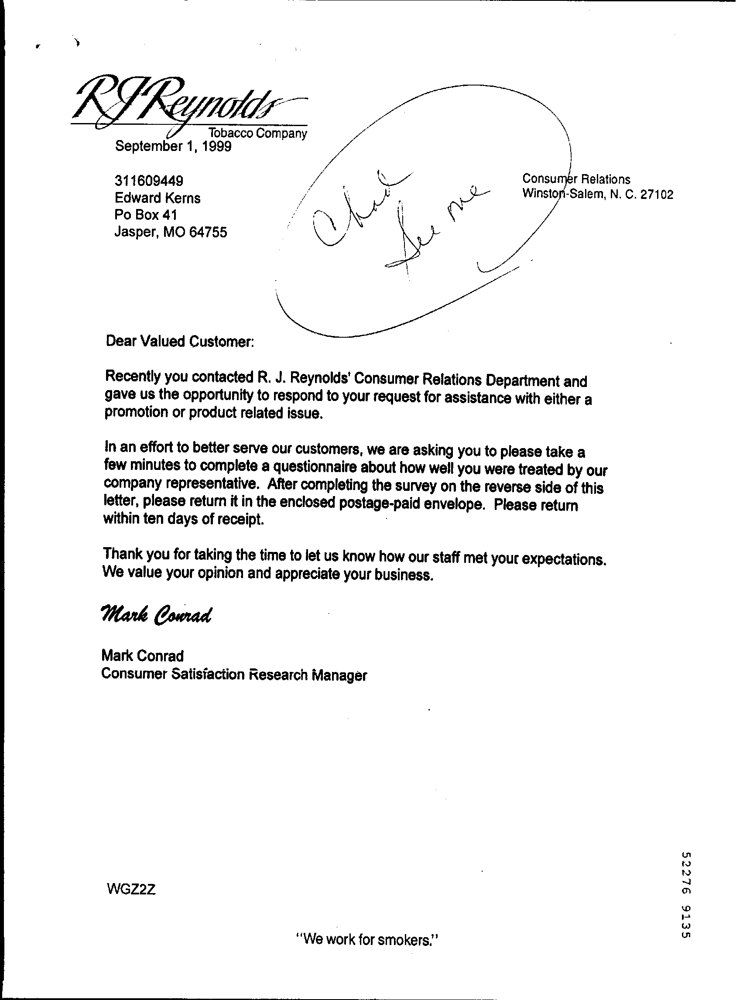 RJReynolds
Tobacco Company
September 1, 1999
311609449
Edward Kerns
Po Box 41
Jasper, MO 64755
Consumer Relations
Winston-Salem, N. C. 27102
Chad
See me
Dear Valued Customer:
Recently you contacted R. J. Reynolds' Consumer Relations Department and
gave us the opportunity to respond to your request for assistance with either a
promotion or product related issue.
In an effort to better serve our customers, we are asking you to please take a
few minutes to complete a questionnaire about how well you were treated by our
company representative. After completing the survey on the reverse side of this
letter, please return it in the enclosed postage-paid envelope. Please return
within ten days of receipt.
Thank you for taking the time to let us know how our staff met your expectations.
We value your opinion and appreciate your business.
Mark Conrad
Mark Conrad
Consumer Satisfaction Research Manager
WGZ2Z
52276 9135
"We work for smokers."